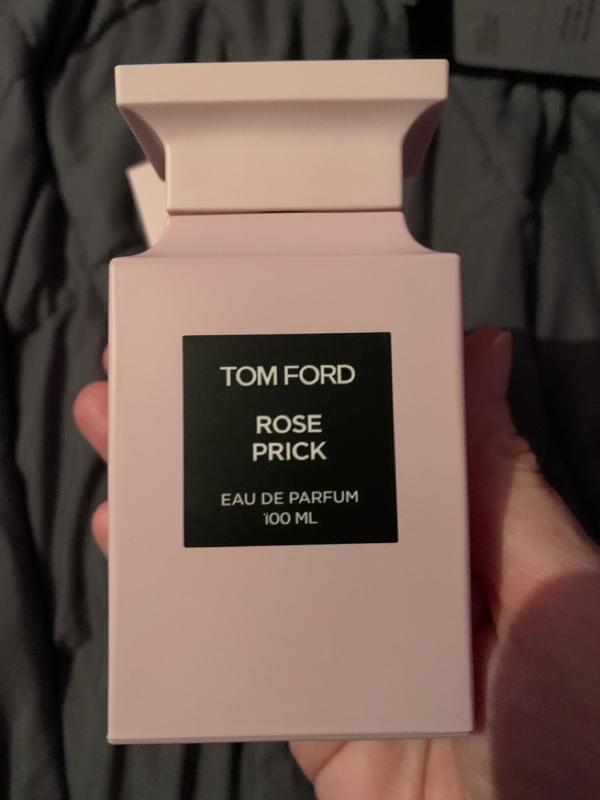 TOM FORD
ROSE
PRICK
EAU DE PARFUM
100 ML